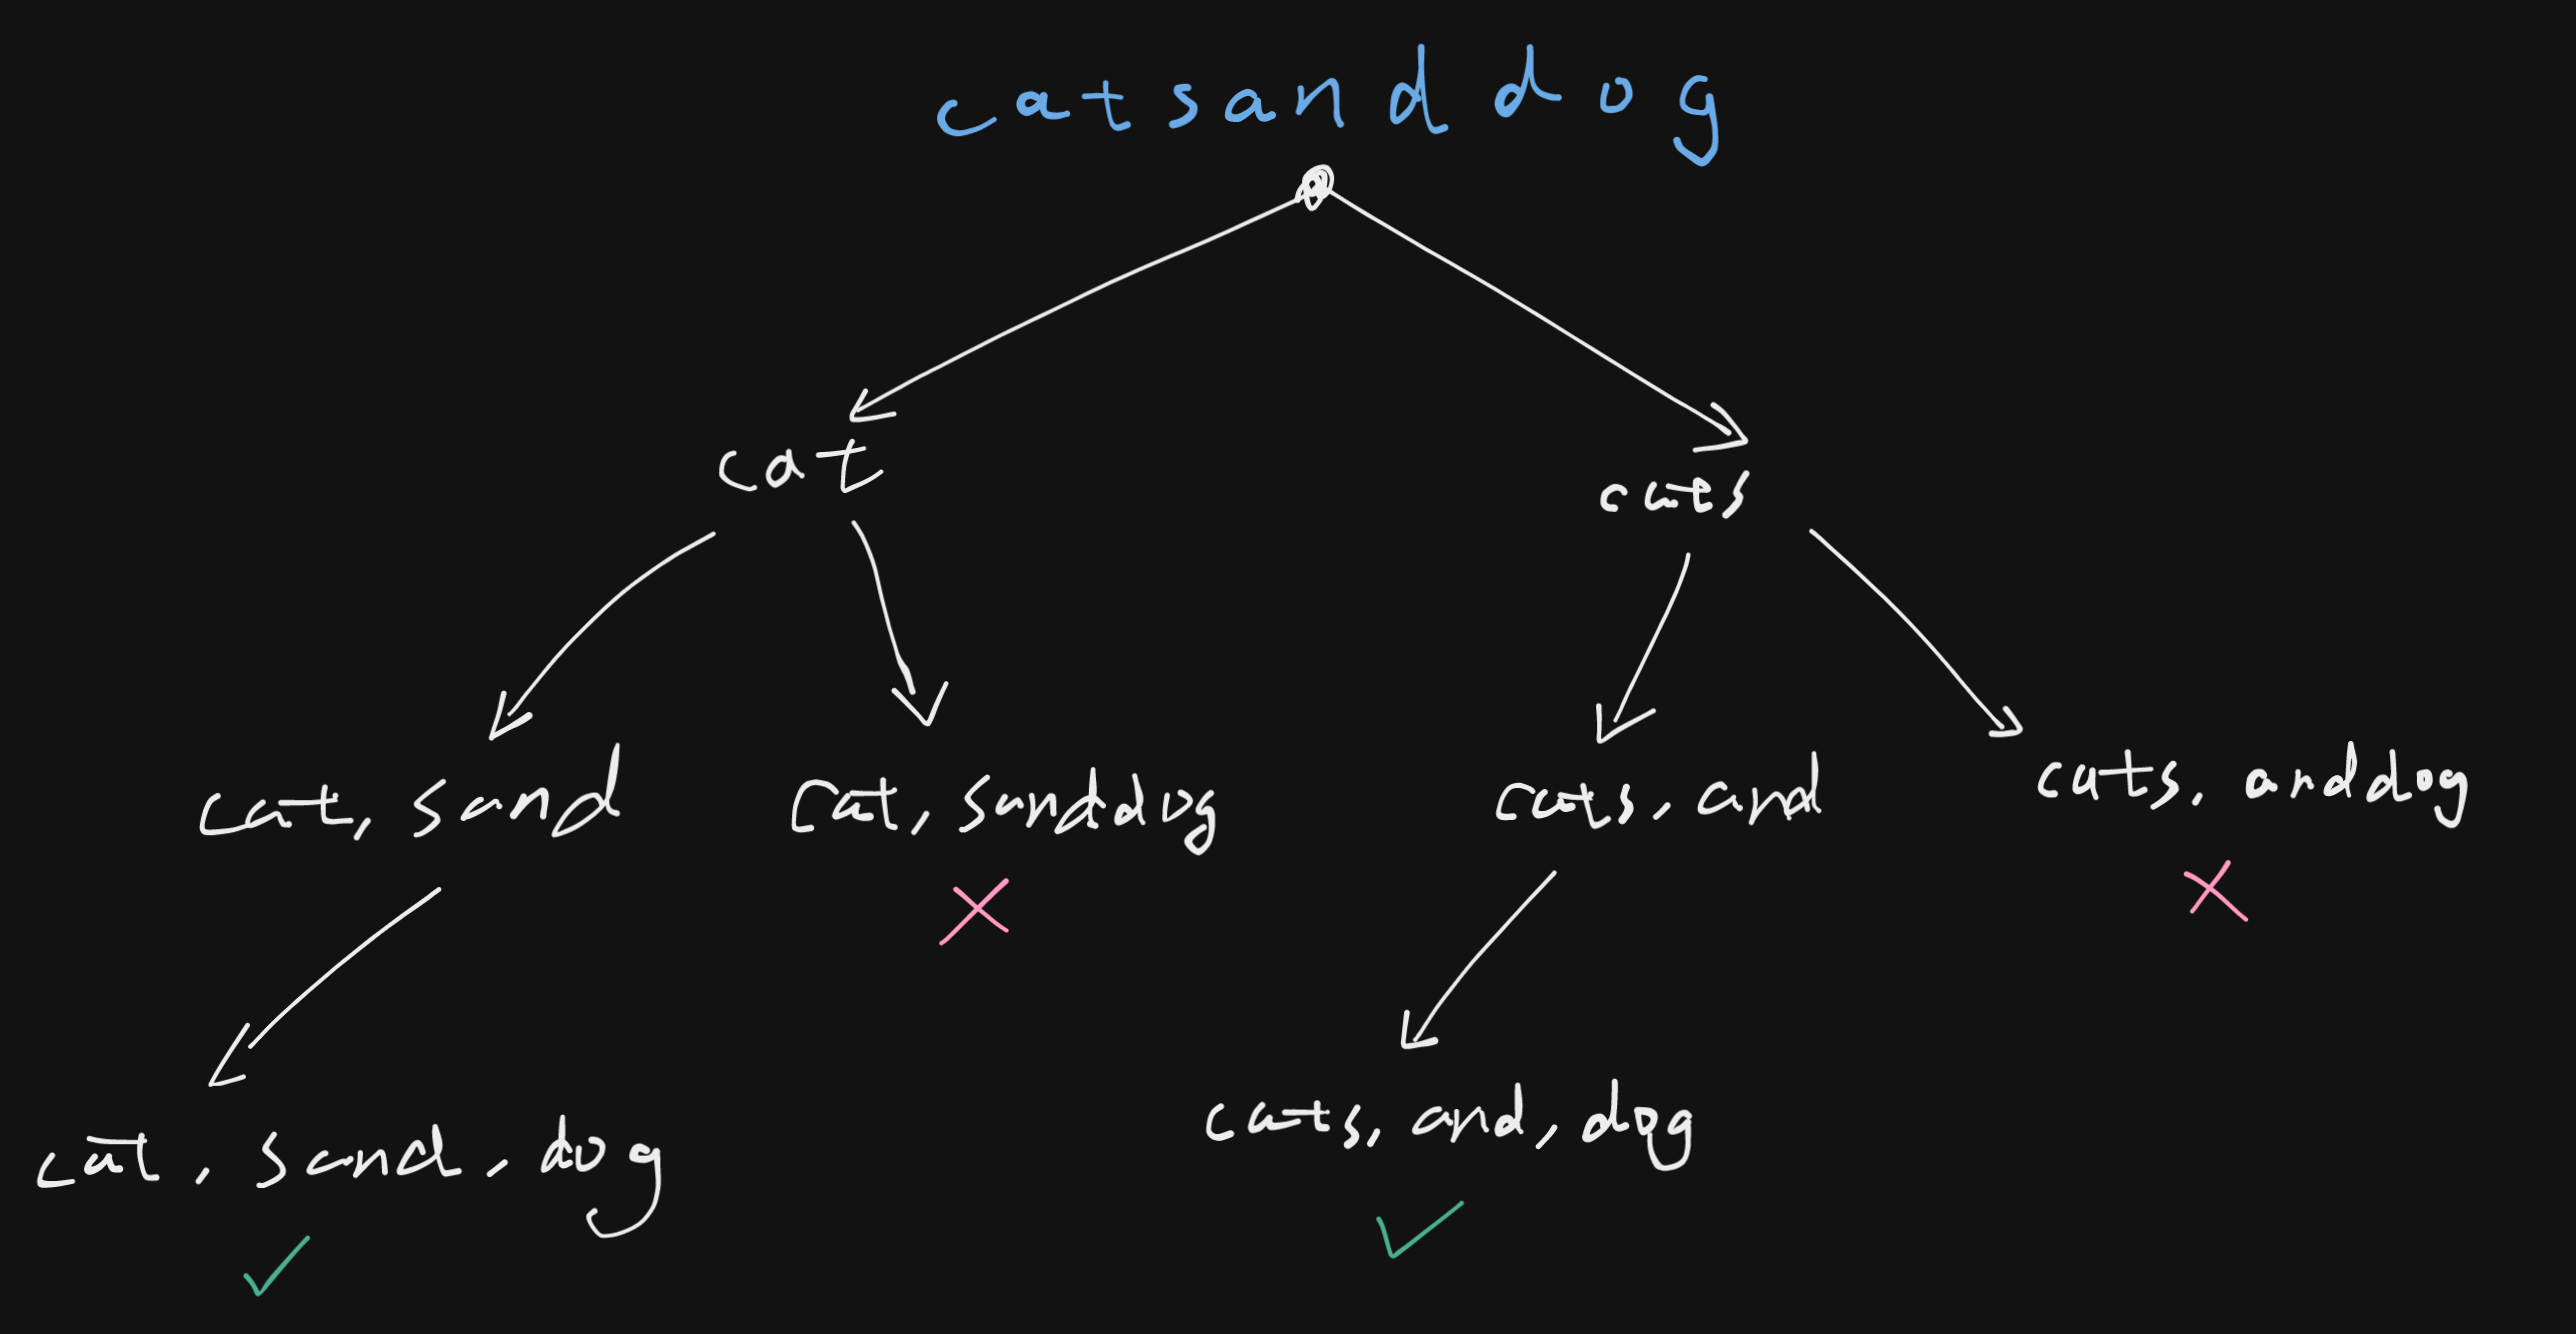 catsanddog
cat
cats
cat, sand
cat, sanddog
cats, and
cats, anddog
cat, sand, dog
cats, and, dog